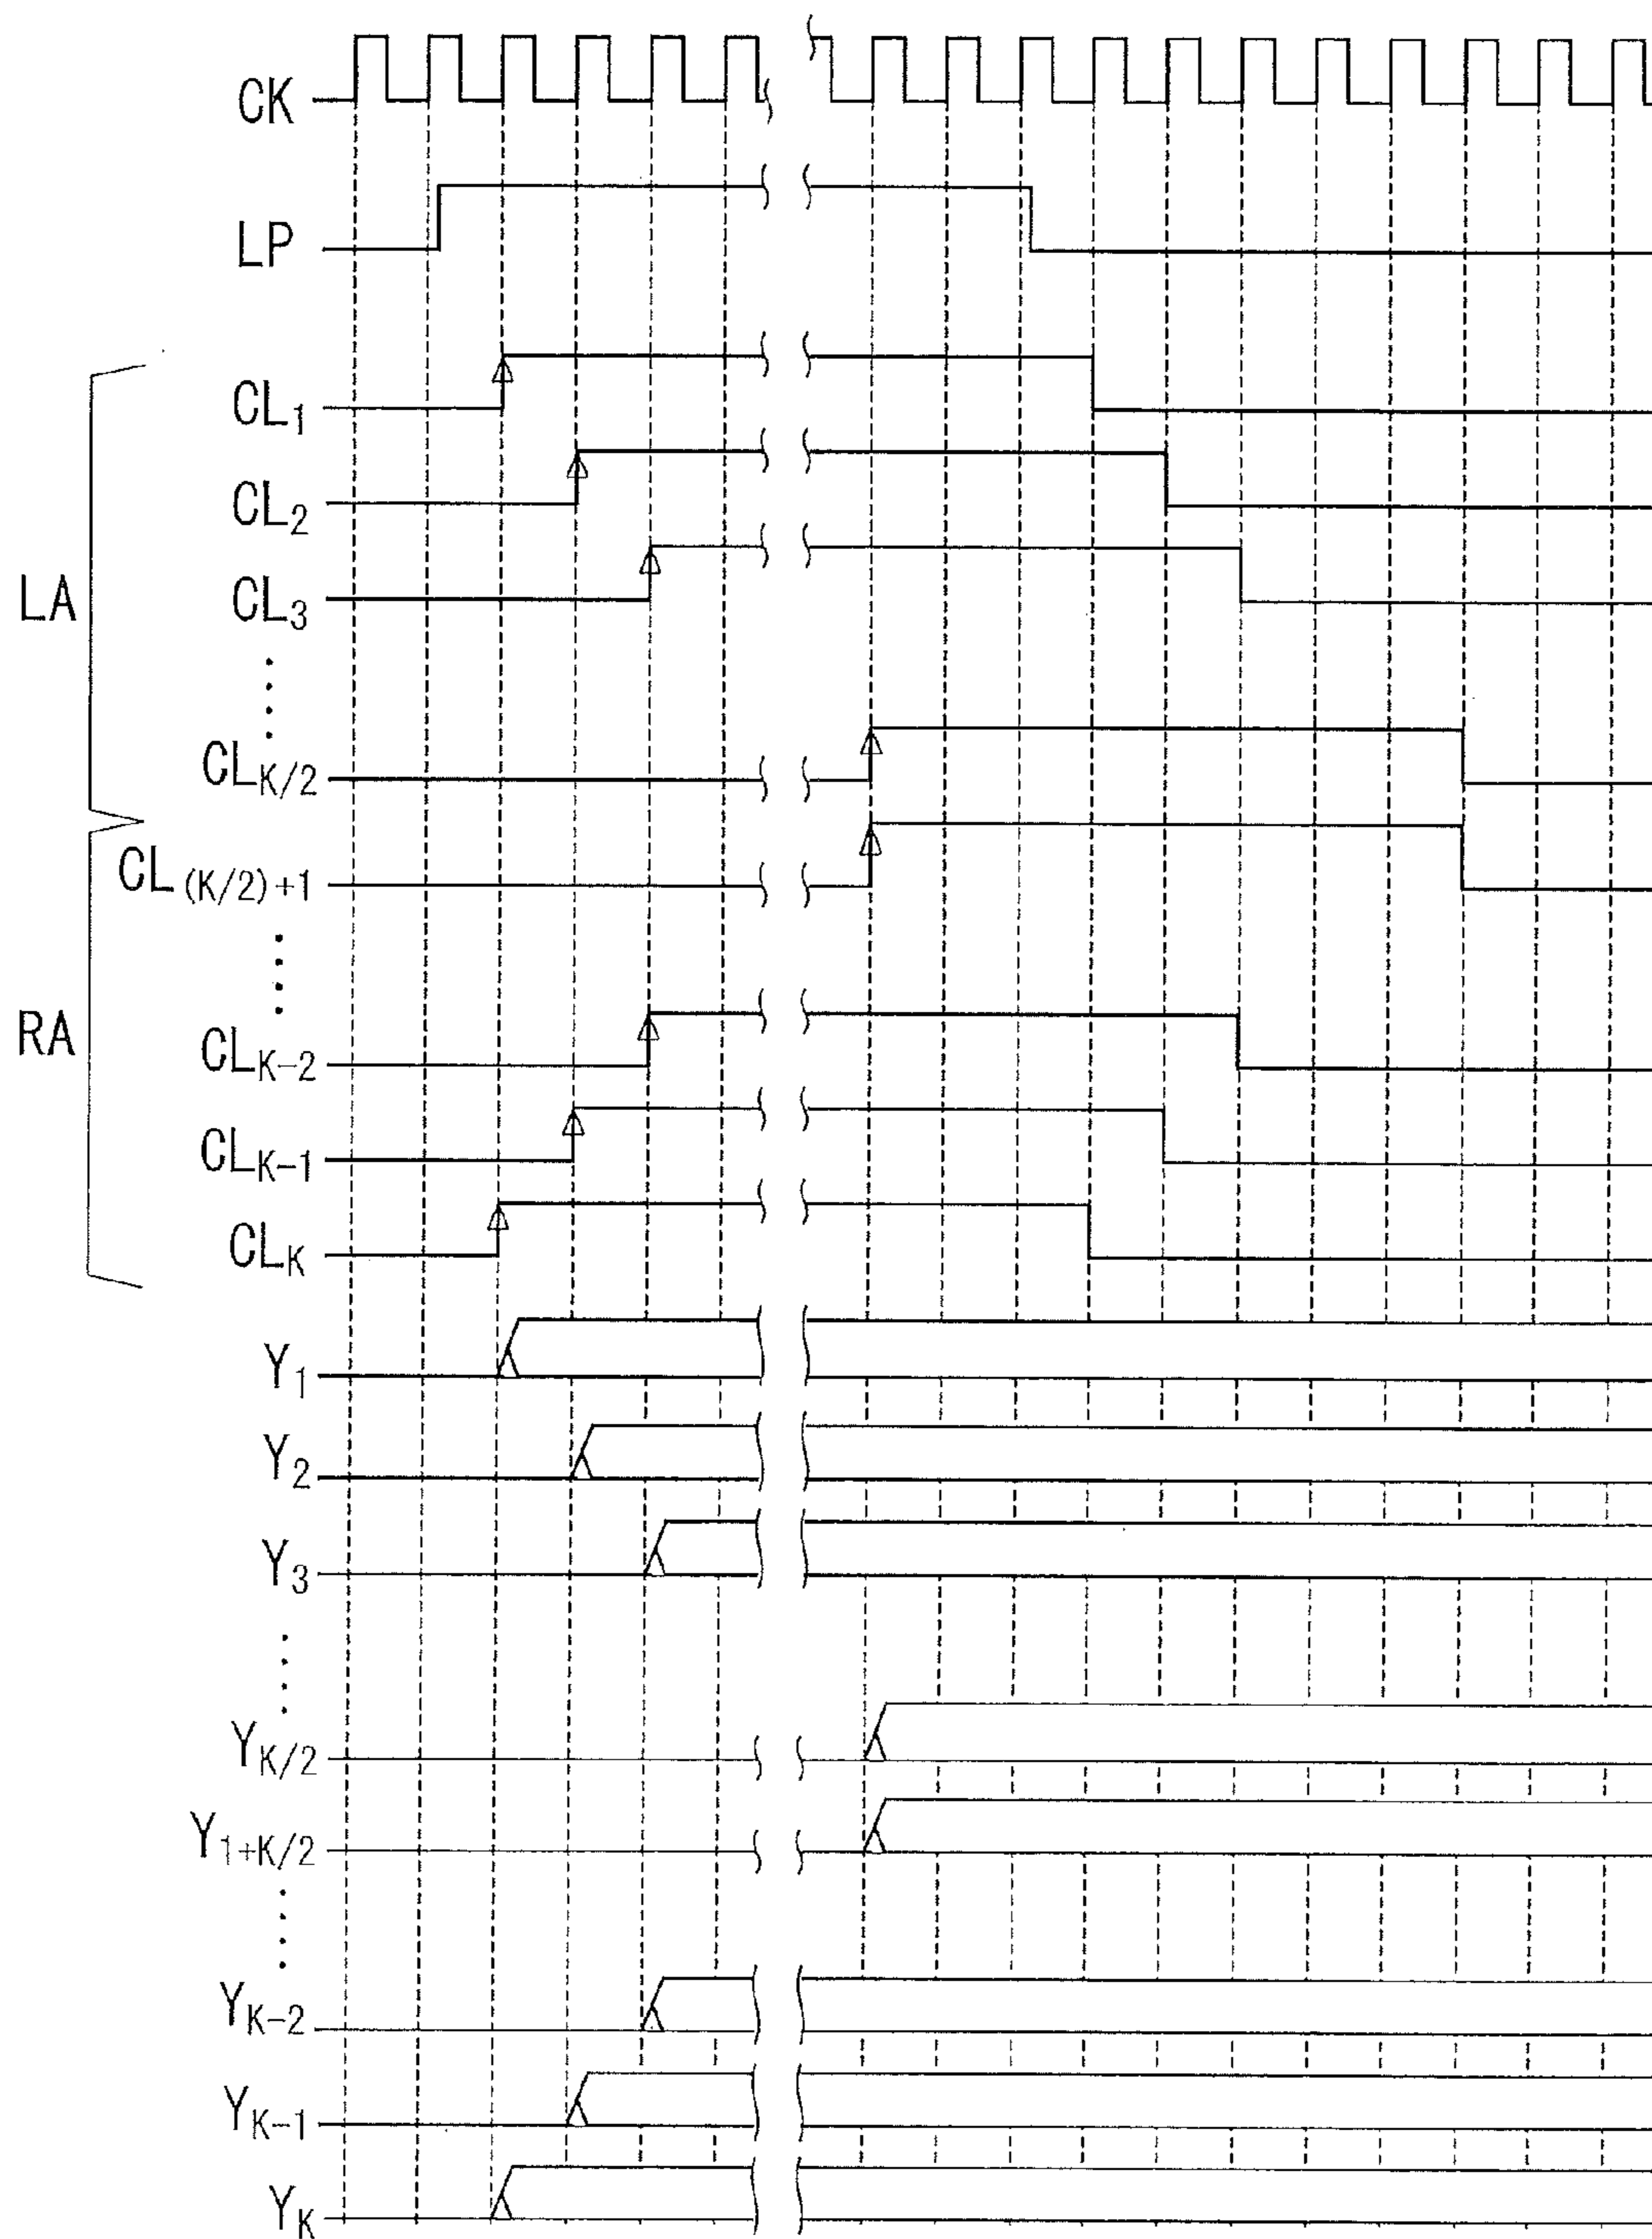 CK
LP
CL1
CL2
LA
CL3
CLK/2
CL(K/2)+1
RA
CLK-2
CLK-1
CLK
Y1
Y2
Y3
YK/2
Y1+K/2
YK-2
YK-1
YK